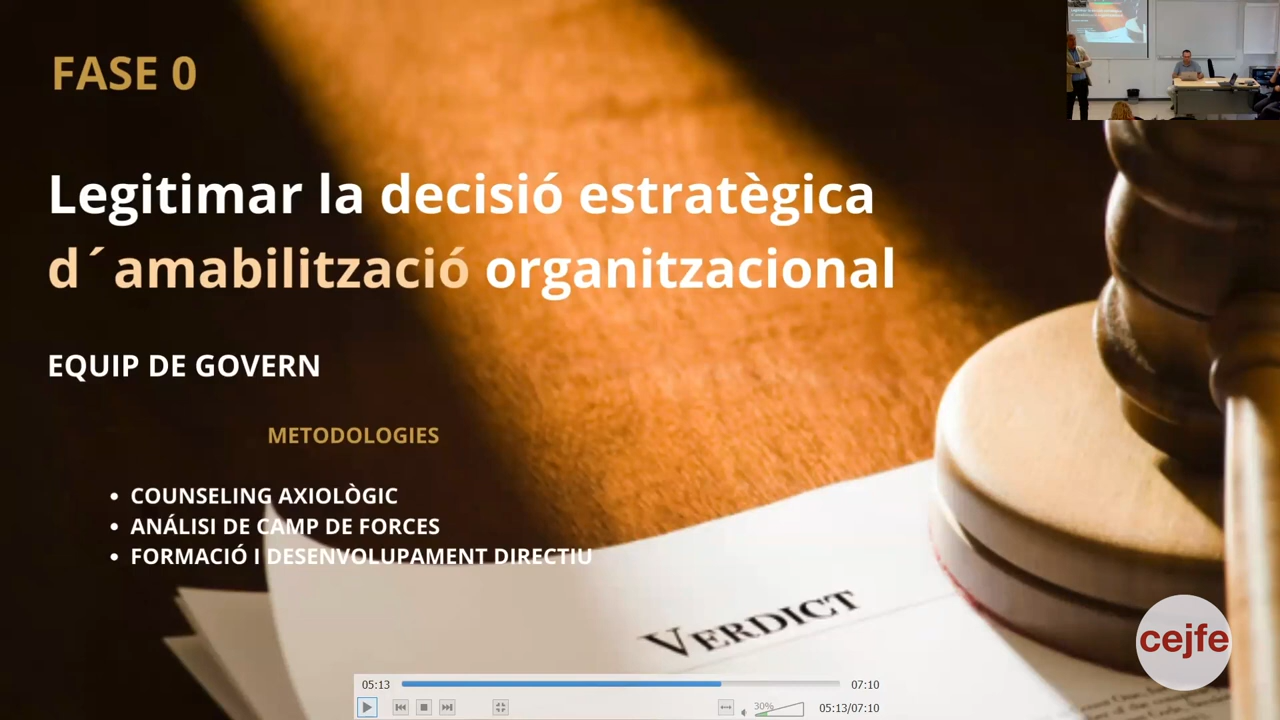 FASE 0
Legitimar la decisió estratègica
d´amabilització organitzacional
EQUIP DE GOVERN
METODOLOGIES
• COUNSELING AXIOLÒGIC
• ANÁLISI DE CAMP DE FORCES
• FORMACIÓ I DESENVOLUPAMENT DIRECTIU
VERDICT
cejfe
05:13
07:10
30%
05:13/07:10